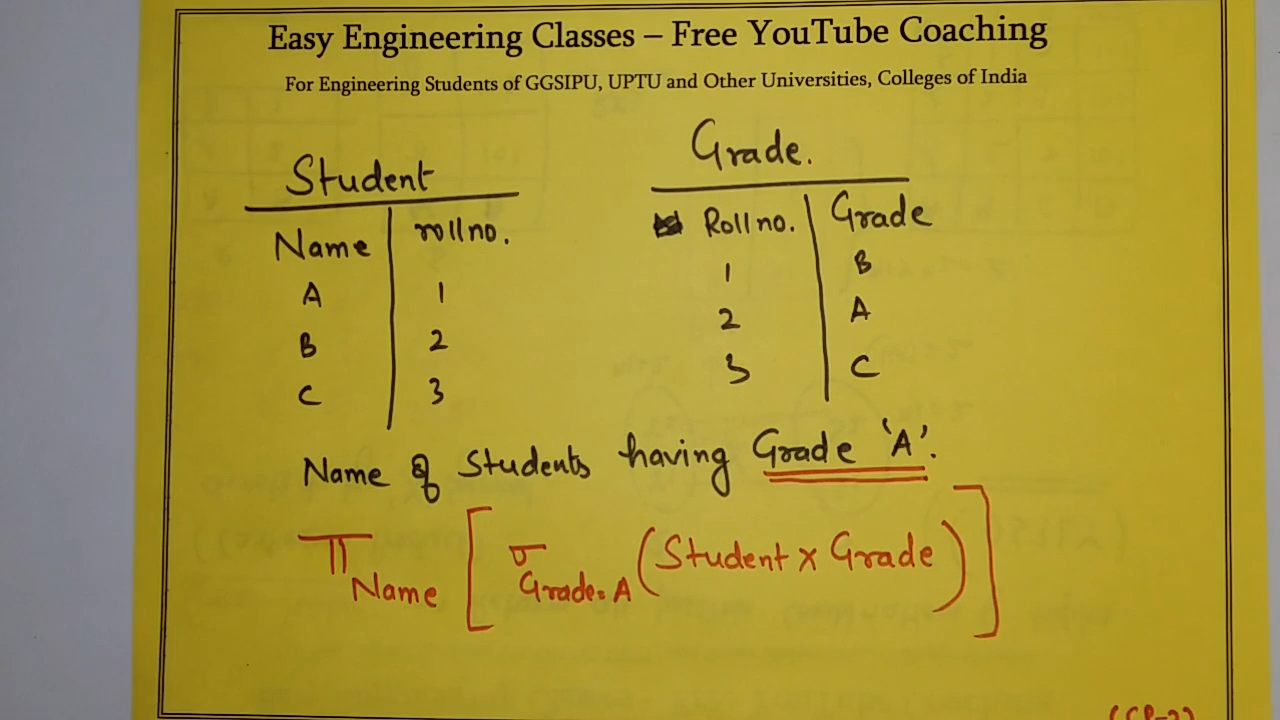 Easy Engineering Classes – Free YouTube Coaching
For Engineering Students of GGSIPU, UPTU and Other Universities, Colleges of India
Student
Name rollno.
A 1
B 2
C 3
Grade.
Rollno. Grade
1 B
2 A
3 C
Name of Students having Grade 'A'.
π Name [σ Grade=A (Student x Grade)]